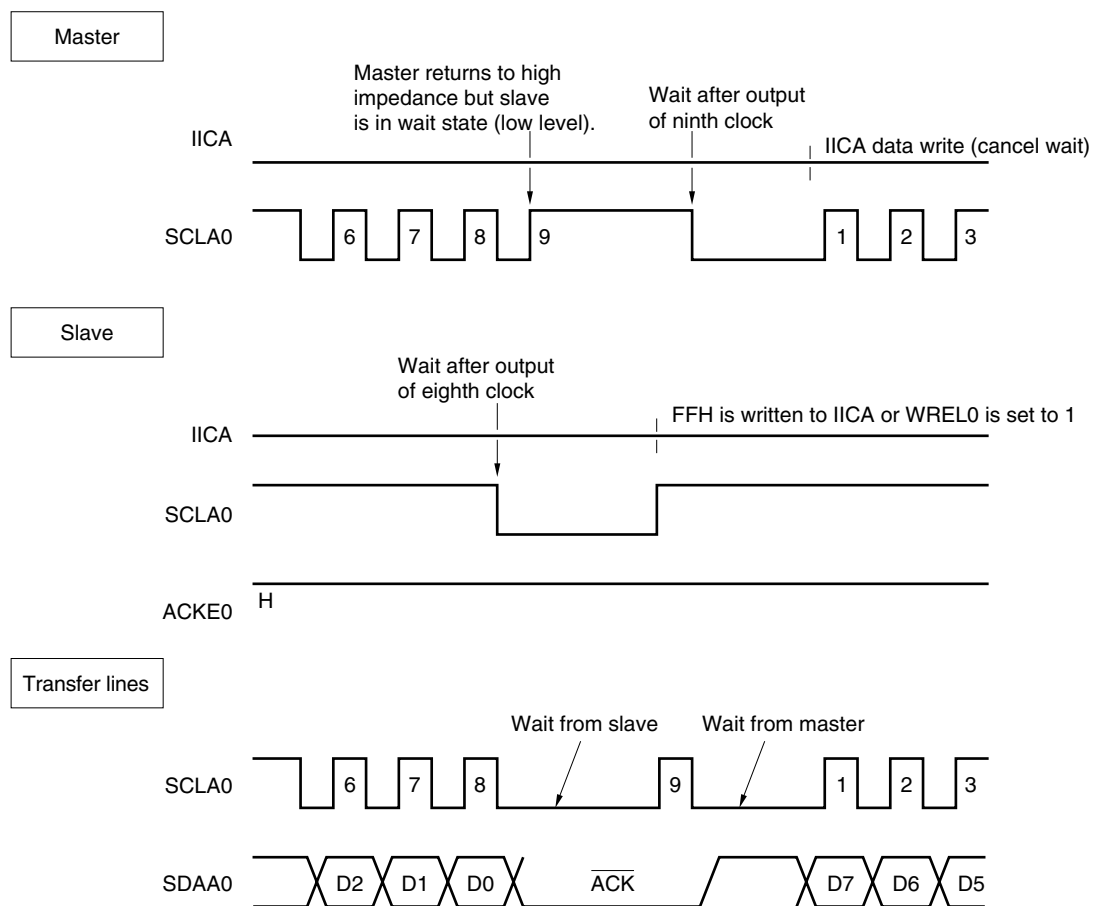 Master
Master returns to high
impedance but slave
is in wait state (low level).
Wait after output
of ninth clock
IICA
IICA data write (cancel wait)
SCLA0
6 7 8 9 1 2 3
Slave
Wait after output
of eighth clock
IICA
FFH is written to IICA or WREL0 is set to 1
SCLA0
ACKE0
H
Transfer lines
Wait from slave
Wait from master
SCLA0
6 7 8 9 1 2 3
SDAA0
D2 D1 D0 A̅C̅K̅ D7 D6 D5